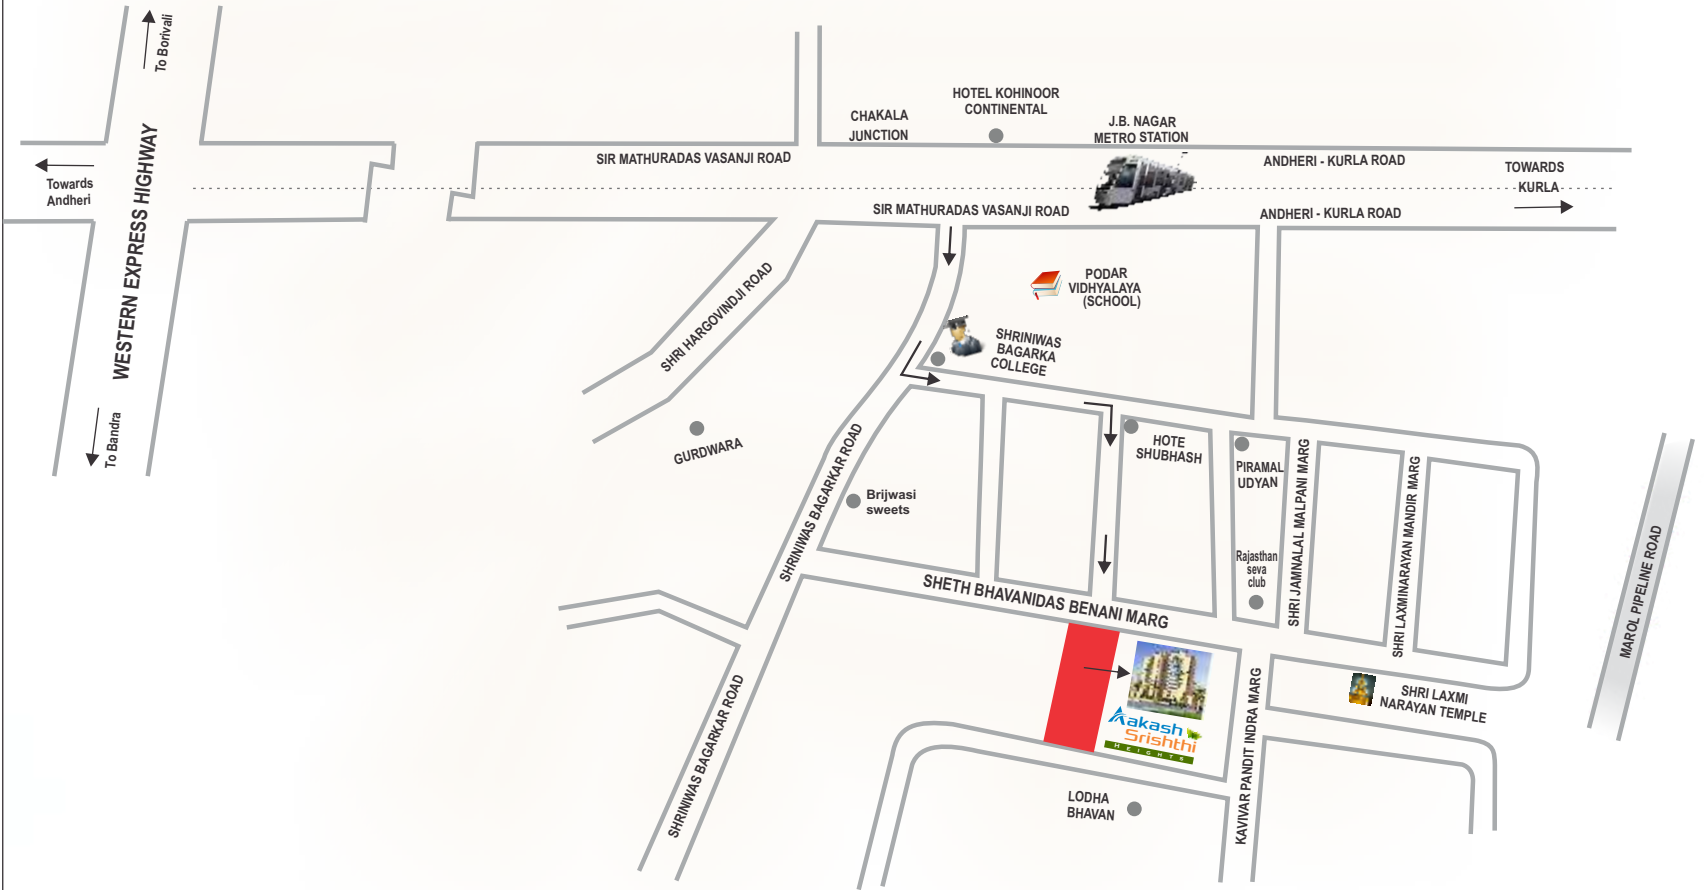 To Borivali
HOTEL KOHINOOR
CONTINENTAL
CHAKALA
JUNCTION
J.B. NAGAR
METRO STATION
SIR MATHURADAS VASANJI ROAD
ANDHERI - KURLA ROAD
TOWARDS
KURLA
Towards
Andheri
WESTERN EXPRESS HIGHWAY
SIR MATHURADAS VASANJI ROAD
ANDHERI - KURLA ROAD
SHRI HARGOVINDJI ROAD
PODAR
VIDHYALAYA
(SCHOOL)
SHRINIWAS
BAGARKA
COLLEGE
To Bandra
GURDWARA
SHRINIWAS BAGARKAR ROAD
HOTE
SHUBHASH
PIRAMAL
UDYAN
SHRI JAMNALAL MALPANI MARG
SHRI LAXMINARAYAN MANDIR MARG
Brijwasi
sweets
Rajasthan
seva
club
MAROL PIPELINE ROAD
SHETH BHAVANIDAS BENANI MARG
SHRI LAXMI
NARAYAN TEMPLE
SHRINIWAS BAGARKAR ROAD
KAVIVAR PANDIT INDRA MARG
Aakash
Srishthi
HEIGHTS
LODHA
BHAVAN